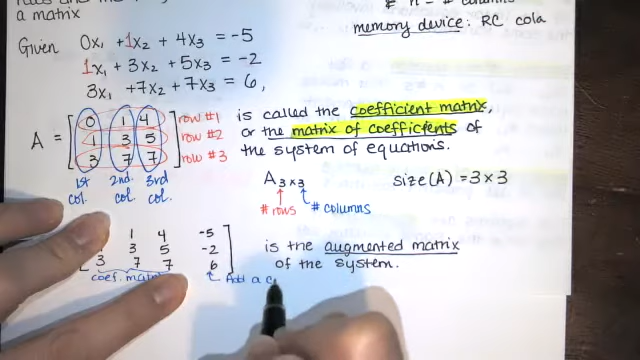 a matrix
# columns
memory device: RC cola
Given 0x₁ +1x₂ + 4x₃ = -5
1x₁ + 3x₂ + 5x₃ = -2
3x₁ +7x₂ +7x₃ = 6,
A = [ 0 1 4 ] row #1
1 3 5 row #2
3 7 7 row #3
1st col. 2nd col. 3rd col.
is called the coefficient matrix,
or the matrix of coefficients of
the system of equations.
A 3×3 size(A) = 3×3
# rows # columns
1 4 -5
3 5 -2
3 7 7 6
coef. Add a
is the augmented matrix
of the system.